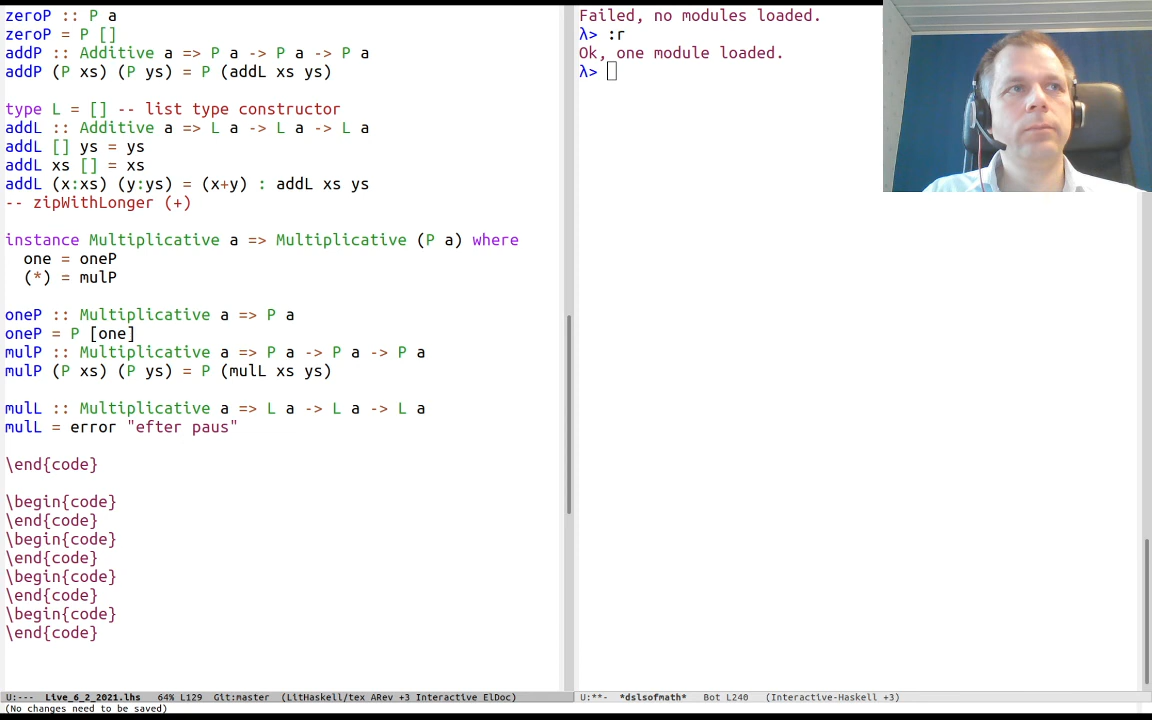 zeroP :: P a
zeroP = P []
addP :: Additive a => P a -> P a -> P a
addP (P xs) (P ys) = P (addL xs ys)
type L = [] -- list type constructor
addL :: Additive a => L a -> L a -> L a
addL [] ys = ys
addL xs [] = xs
addL (x:xs) (y:ys) = (x+y) : addL xs ys
-- zipWithLonger (+)
instance Multiplicative a => Multiplicative (P a) where
  one = oneP
  (*) = mulP
oneP :: Multiplicative a => P a
oneP = P [one]
mulP :: Multiplicative a => P a -> P a -> P a
mulP (P xs) (P ys) = P (mulL xs ys)
mulL :: Multiplicative a => L a -> L a -> L a
mulL = error "efter paus"
\end{code}
\begin{code}
\end{code}
\begin{code}
\end{code}
\begin{code}
\end{code}
\begin{code}
\end{code}
U:--- Live_6_2_2021.lhs 64% L129 Git:master (LitHaskell/tex ARev +3 Interactive ElDoc)
(No changes need to be saved)
Failed, no modules loaded.
λ> :r
Ok, one module loaded.
λ>
U:**- *dslsofmath* Bot L240 (Interactive-Haskell +3)